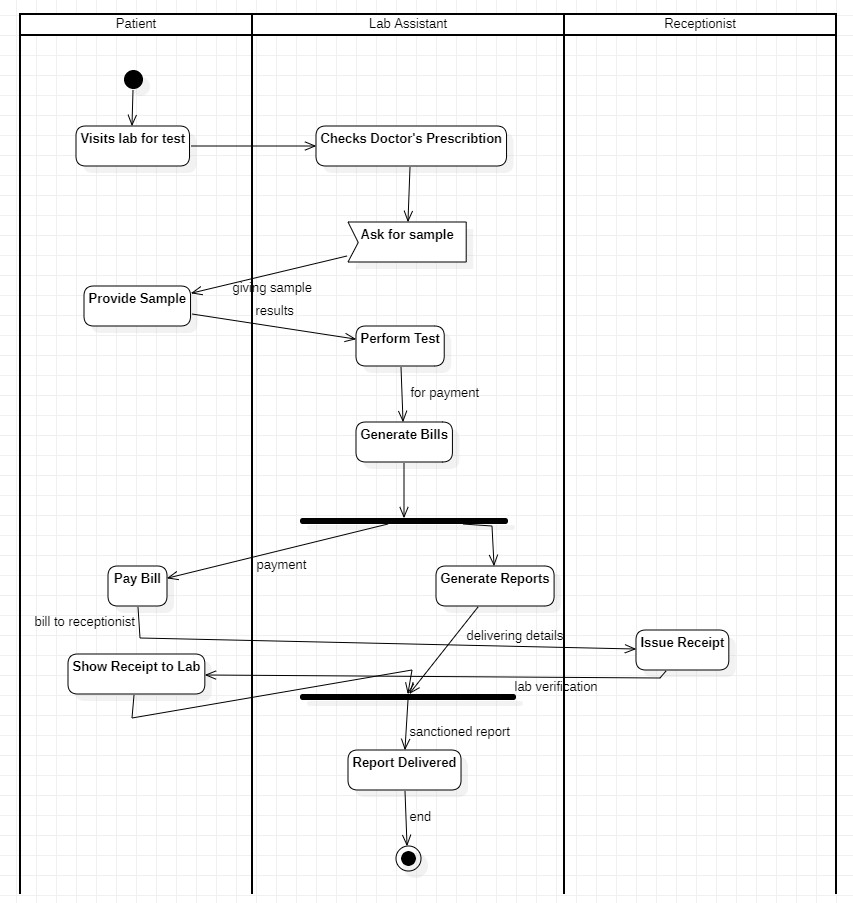 Patient
Lab Assistant
Receptionist
Visits lab for test
Checks Doctor's Prescribtion
Ask for sample
giving sample
Provide Sample
results
Perform Test
for payment
Generate Bills
payment
Pay Bill
Generate Reports
bill to receptionist
delivering details
Issue Receipt
Show Receipt to Lab
lab verification
sanctioned report
Report Delivered
end